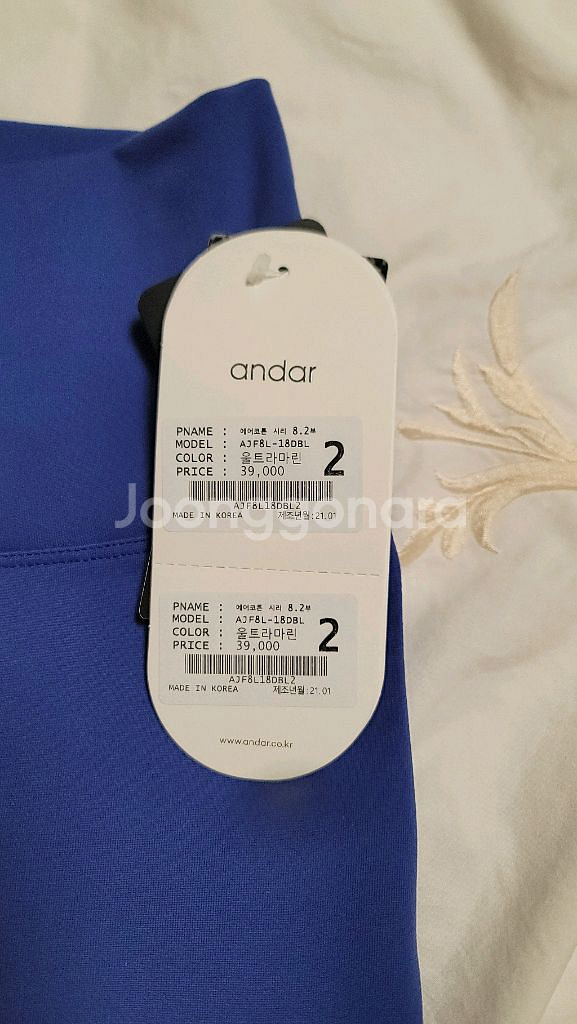 andar
PNAME : 에어코튼 시리 8.2부
MODEL : AJF8L-18DBL
COLOR : 울트라마린
PRICE : 39,000
2
AJF8L18DBL2
MADE IN KOREA 제조년월:21.01
Joonggonara
PNAME : 에어코튼 시리 8.2부
MODEL : AJF8L-18DBL
COLOR : 울트라마린
PRICE : 39,000
2
AJF8L18DBL2
MADE IN KOREA 제조년월:21.01
www.andar.co.kr